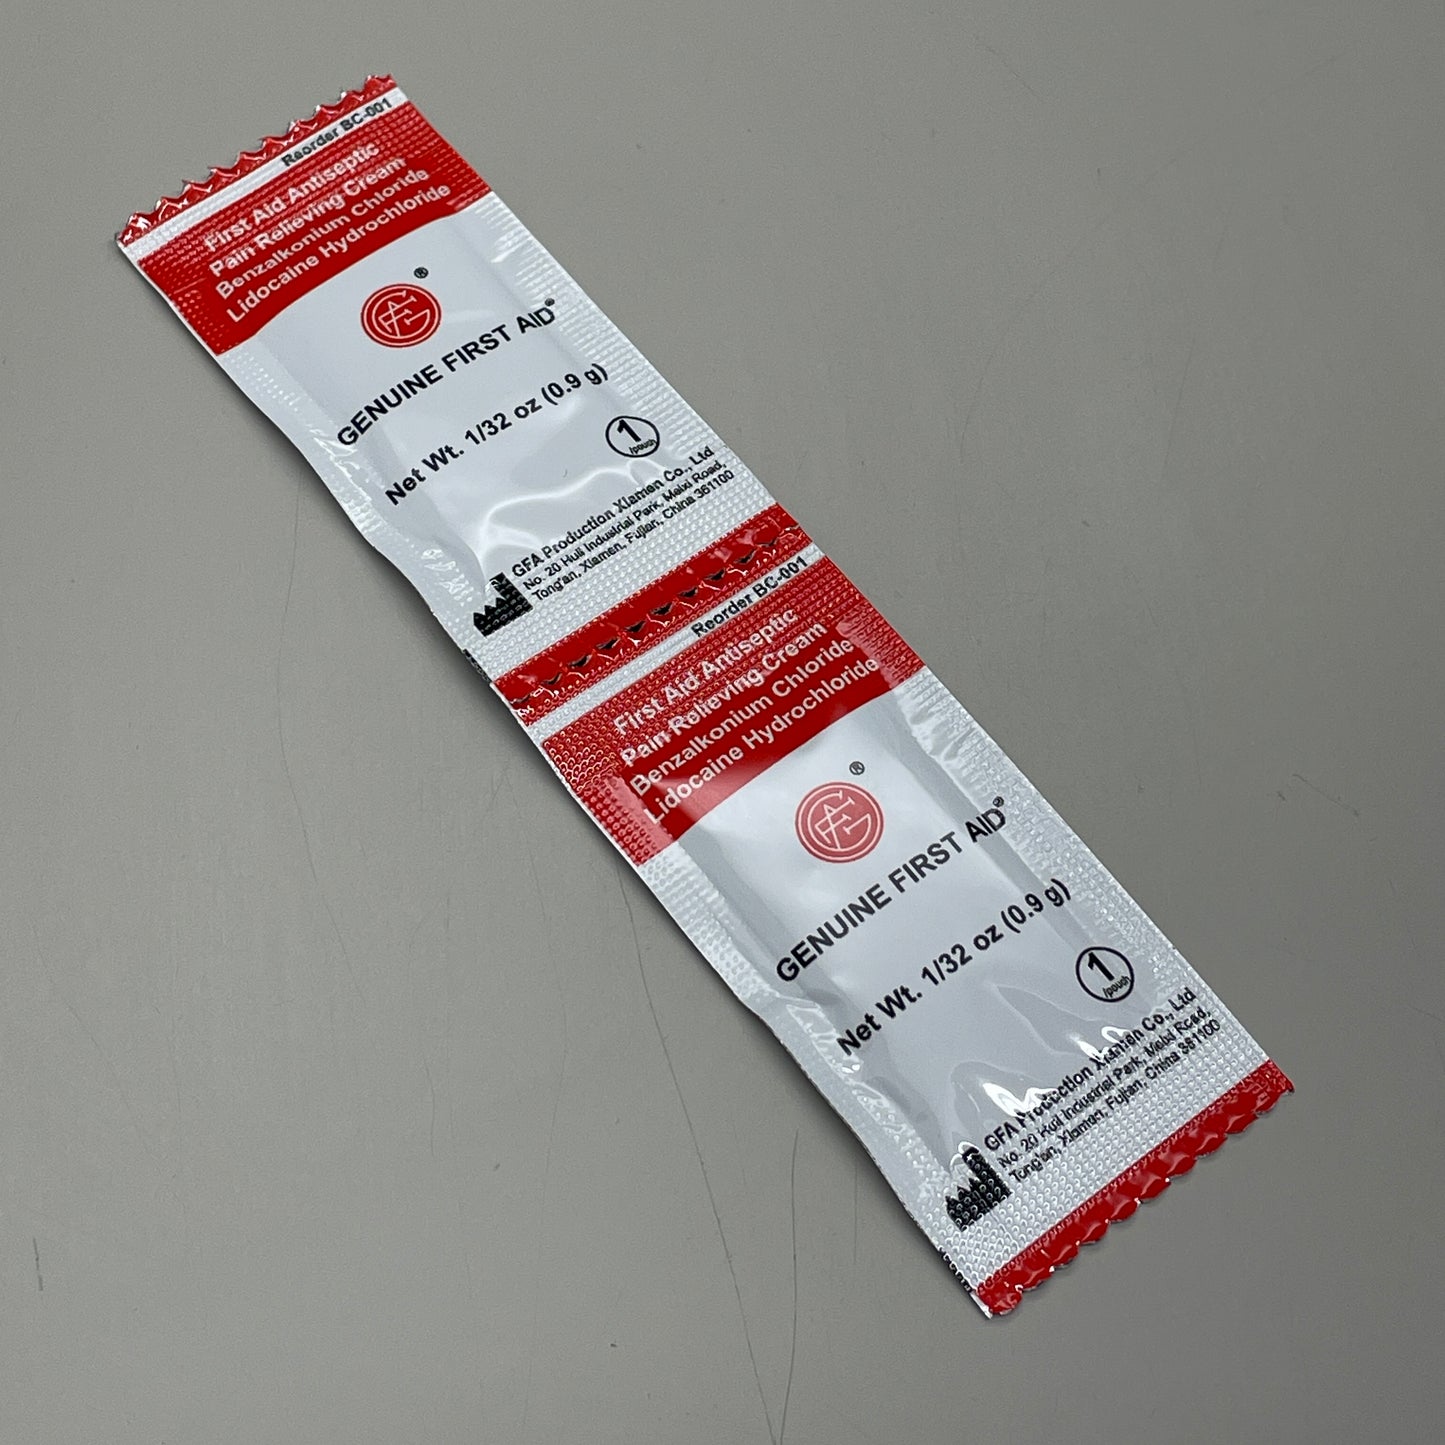 Reorder BC-001
First Aid Antiseptic
Pain Relieving Cream
Benzalkonium Chloride
Lidocaine Hydrochloride
®
GENUINE FIRST AID®
Net Wt. 1/32 oz (0.9 g)
1
/pouch
GFA Production Xiamen Co., Ltd
No. 20 Huli Industrial Park, Meixi Road,
Tong'an, Xiamen, Fujian, China 361100
Reorder BC-001
First Aid Antiseptic
Pain Relieving Cream
Benzalkonium Chloride
Lidocaine Hydrochloride
®
GENUINE FIRST AID®
Net Wt. 1/32 oz (0.9 g)
1
/pouch
GFA Production Xiamen Co., Ltd
No. 20 Huli Industrial Park, Meixi Road,
Tong'an, Xiamen, Fujian, China 361100